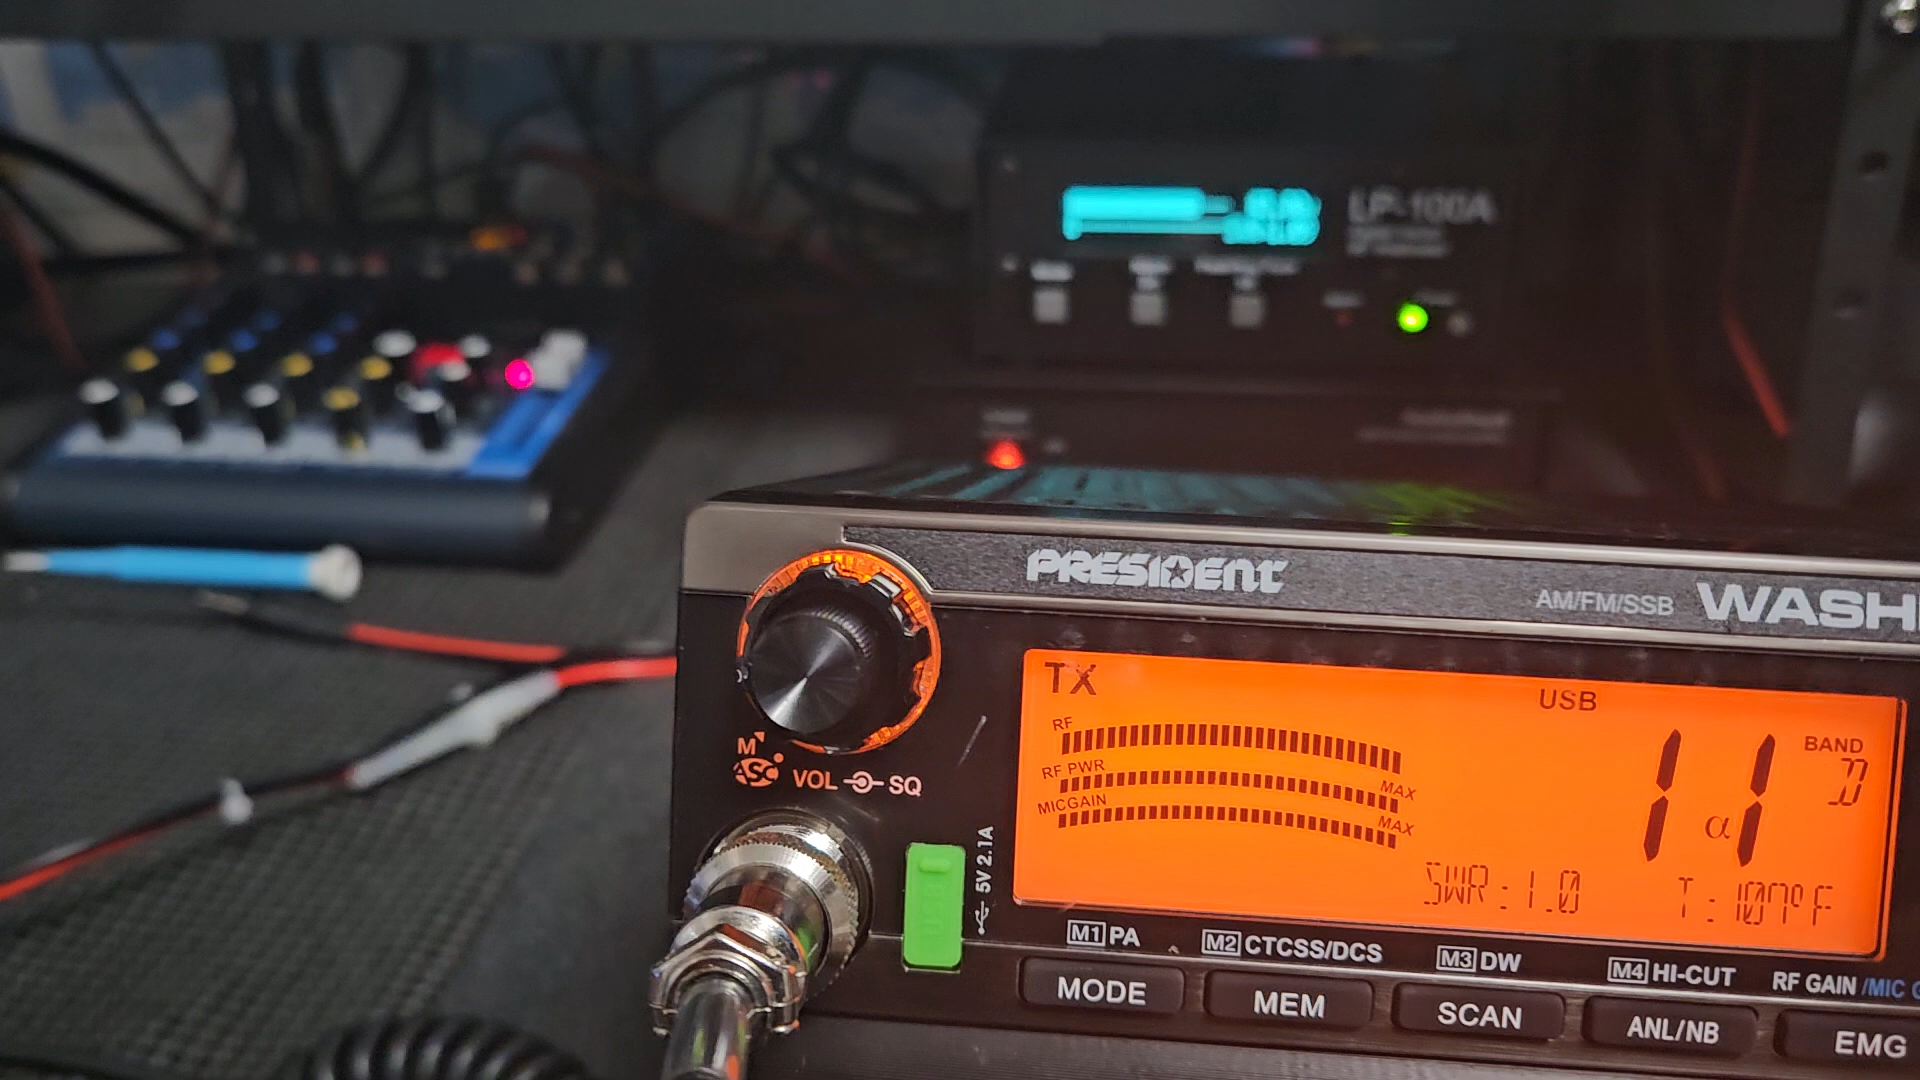 LP-100A
PRESIDENT
AM/FM/SSB WASHI
TX
USB
RF
BAND
D
RF PWR
MAX
MICGAIN
MAX
11
α
SWR:1.0
T:107°F
M
ASC
VOL SQ
5V 2.1A
M1 PA
M2 CTCSS/DCS
M3 DW
M4 HI-CUT
RF GAIN /MIC G
MODE
MEM
SCAN
ANL/NB
EMG